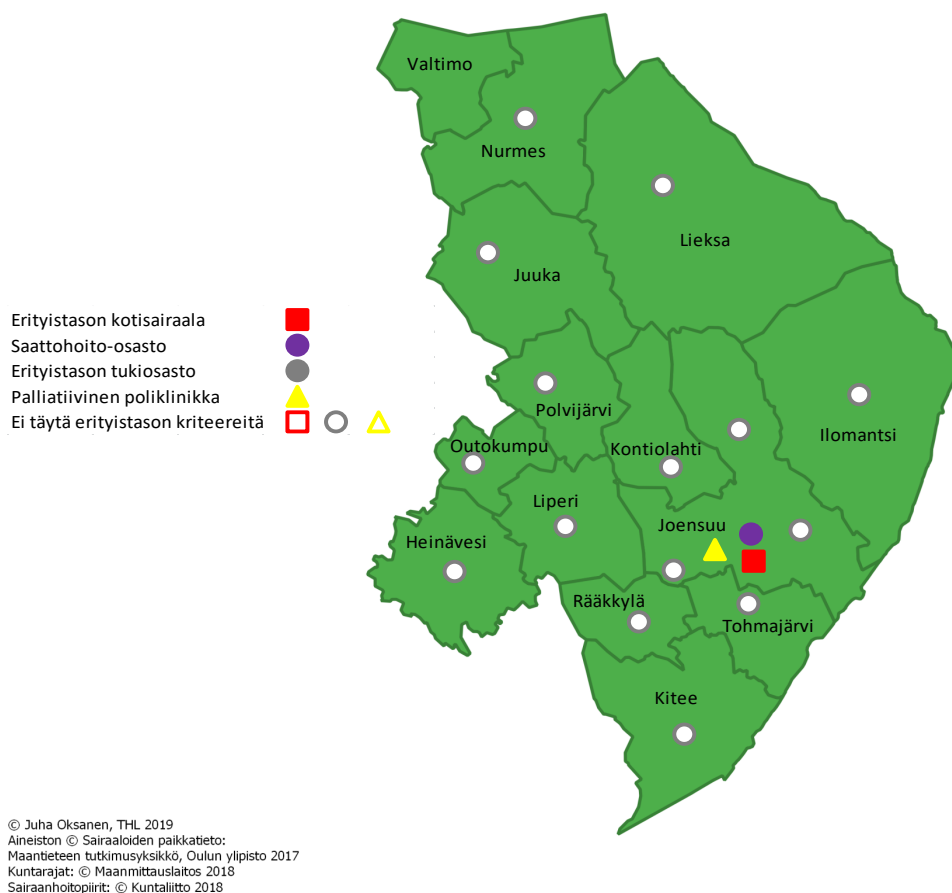 Valtimo
Nurmes
Lieksa
Juuka
Erityistason kotisairaala
Saattohoito-osasto
Erityistason tukiosasto
Palliatiivinen poliklinikka
Ei täytä erityistason kriteereitä
Polvijärvi
Ilomantsi
Outokumpu
Kontiolahti
Liperi
Joensuu
Heinävesi
Rääkkylä
Tohmajärvi
Kitee
© Juha Oksanen, THL 2019
Aineiston © Sairaaloiden paikkatieto:
Maantieteen tutkimusyksikkö, Oulun ylipisto 2017
Kuntarajat: © Maanmittauslaitos 2018
Sairaanhoitopiirit: © Kuntaliitto 2018